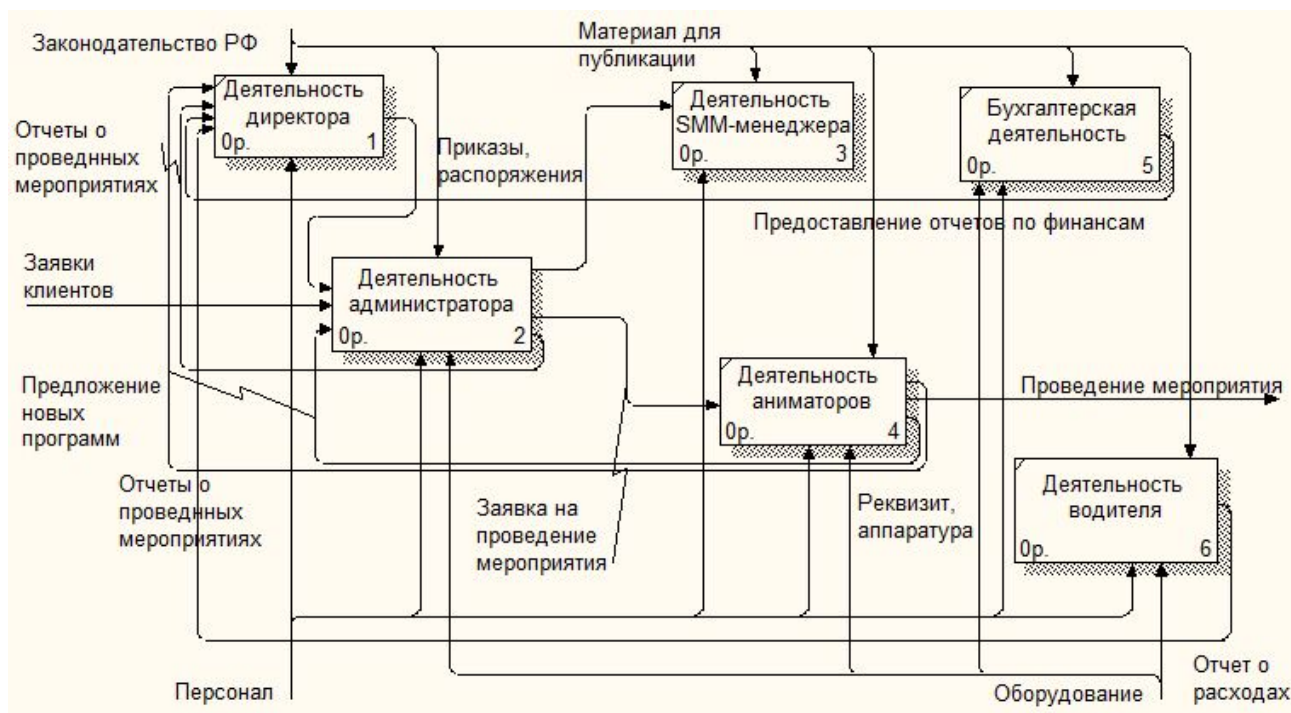 Законодательство РФ
Материал для
публикации
Деятельность
директора
0р. 1
Деятельность
SMM-менеджера
0р. 3
Бухгалтерская
деятельность
0р. 5
Отчеты о
проведнных
мероприятиях
Приказы,
распоряжения
Предоставление отчетов по финансам
Заявки
клиентов
Деятельность
администратора
0р. 2
Предложение
новых
программ
Деятельность
аниматоров
0р. 4
Проведение мероприятия
Отчеты о
проведнных
мероприятиях
Заявка на
проведение
мероприятия
Реквизит,
аппаратура
Деятельность
водителя
0р. 6
Персонал
Оборудование
Отчет о
расходах